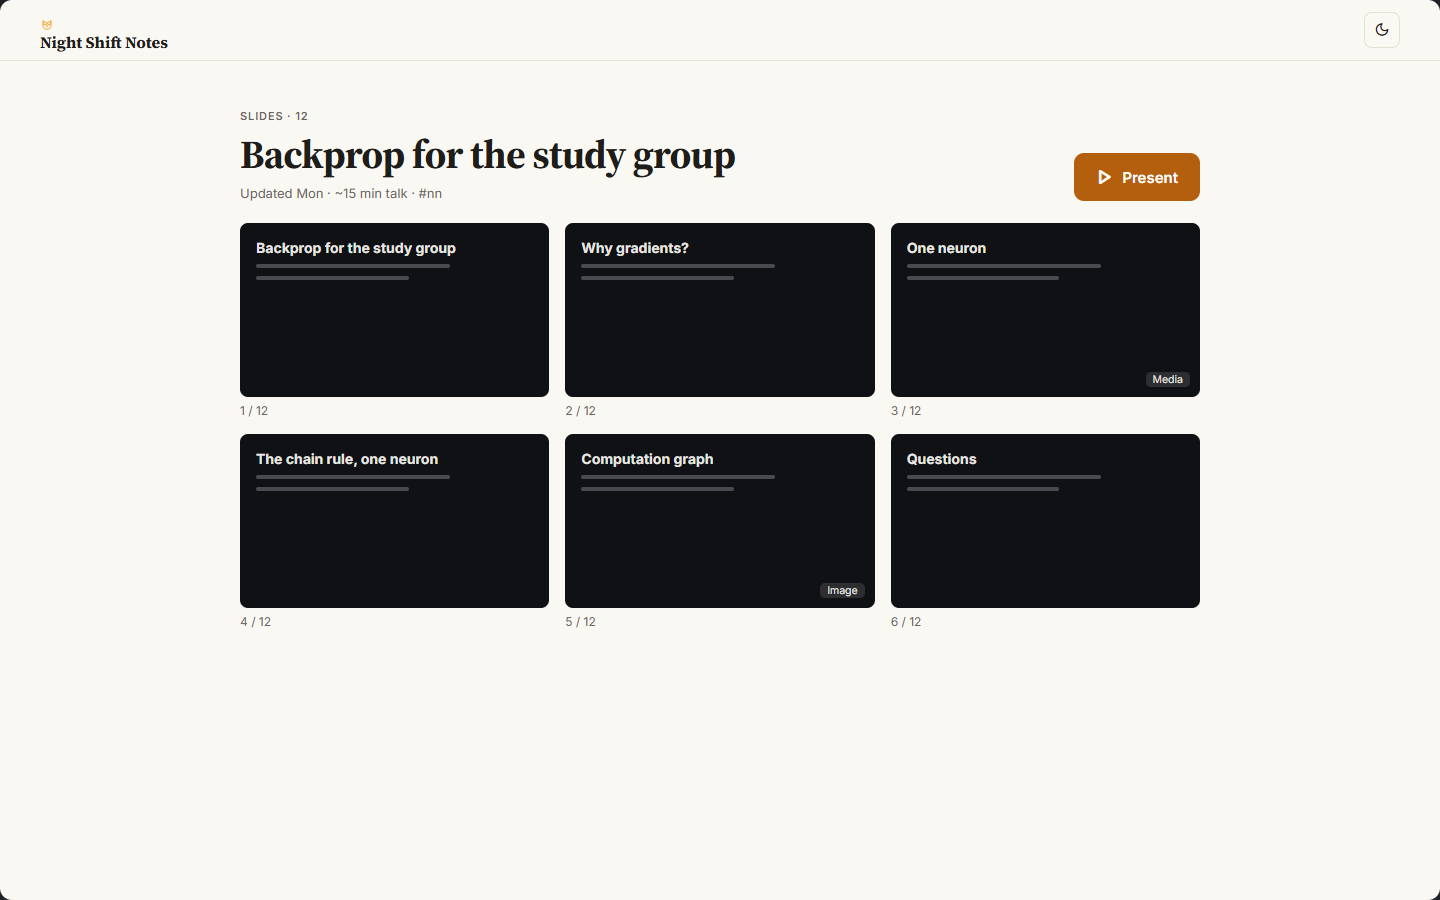 Night Shift Notes
SLIDES · 12
Backprop for the study group
Updated Mon · ~15 min talk · #nn
Present
Backprop for the study group
Why gradients?
One neuron
Media
1 / 12
2 / 12
3 / 12
The chain rule, one neuron
Computation graph
Questions
Image
4 / 12
5 / 12
6 / 12